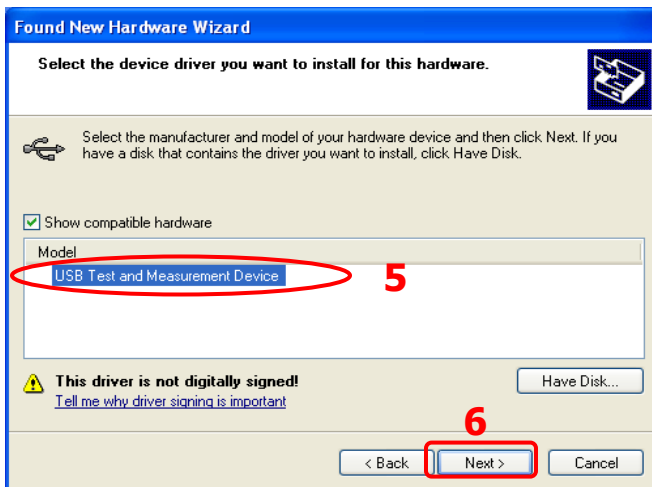 Found New Hardware Wizard
Select the device driver you want to install for this hardware.
Select the manufacturer and model of your hardware device and then click Next. If you
have a disk that contains the driver you want to install, click Have Disk.
Show compatible hardware
Model
USB Test and Measurement Device
5
This driver is not digitally signed!
Have Disk...
Tell me why driver signing is important
6
< Back
Next >
Cancel